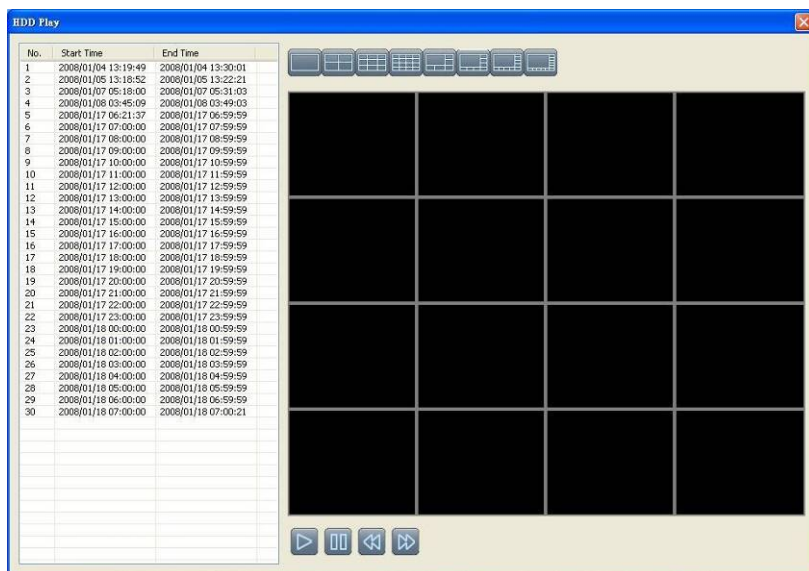 HDD Play
No. Start Time End Time
1 2008/01/04 13:19:49 2008/01/04 13:30:01
2 2008/01/05 13:18:52 2008/01/05 13:22:21
3 2008/01/07 05:18:00 2008/01/07 05:31:03
4 2008/01/08 03:45:09 2008/01/08 03:49:03
5 2008/01/17 06:21:37 2008/01/17 06:59:59
6 2008/01/17 07:00:00 2008/01/17 07:59:59
7 2008/01/17 08:00:00 2008/01/17 08:59:59
8 2008/01/17 09:00:00 2008/01/17 09:59:59
9 2008/01/17 10:00:00 2008/01/17 10:59:59
10 2008/01/17 11:00:00 2008/01/17 11:59:59
11 2008/01/17 12:00:00 2008/01/17 12:59:59
12 2008/01/17 13:00:00 2008/01/17 13:59:59
13 2008/01/17 14:00:00 2008/01/17 14:59:59
14 2008/01/17 15:00:00 2008/01/17 15:59:59
15 2008/01/17 16:00:00 2008/01/17 16:59:59
16 2008/01/17 17:00:00 2008/01/17 17:59:59
17 2008/01/17 18:00:00 2008/01/17 18:59:59
18 2008/01/17 19:00:00 2008/01/17 19:59:59
19 2008/01/17 20:00:00 2008/01/17 20:59:59
20 2008/01/17 21:00:00 2008/01/17 21:59:59
21 2008/01/17 22:00:00 2008/01/17 22:59:59
22 2008/01/17 23:00:00 2008/01/17 23:59:59
23 2008/01/18 00:00:00 2008/01/18 00:59:59
24 2008/01/18 01:00:00 2008/01/18 01:59:59
25 2008/01/18 02:00:00 2008/01/18 02:59:59
26 2008/01/18 03:00:00 2008/01/18 03:59:59
27 2008/01/18 04:00:00 2008/01/18 04:59:59
28 2008/01/18 05:00:00 2008/01/18 05:59:59
29 2008/01/18 06:00:00 2008/01/18 06:59:59
30 2008/01/18 07:00:00 2008/01/18 07:00:21